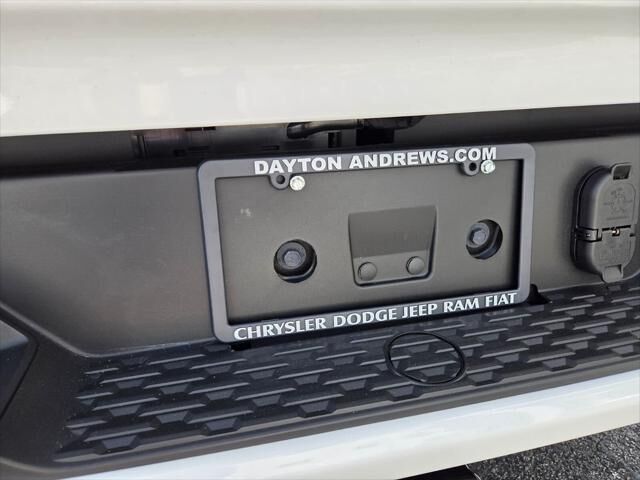 DAYTON ANDREWS.COM
CHRYSLER DODGE JEEP RAM FIAT